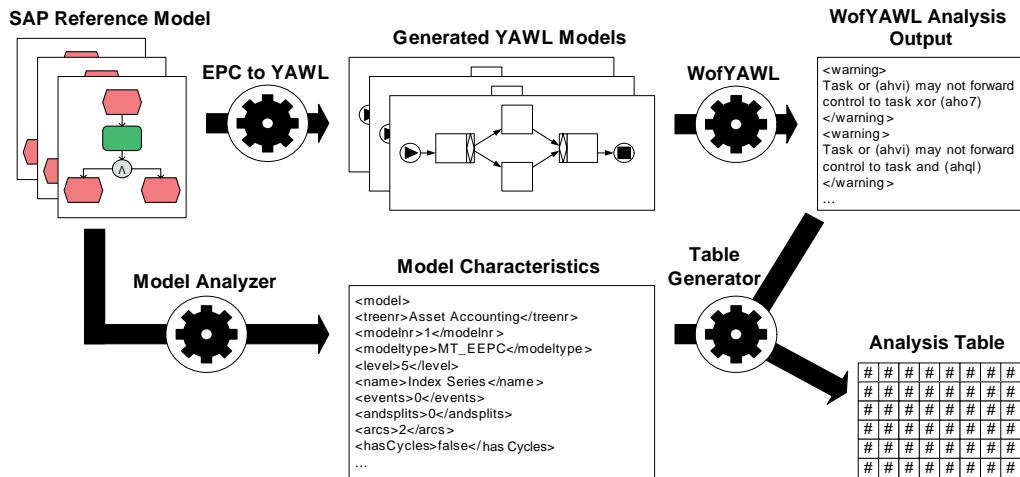 SAP Reference Model
EPC to YAWL
Generated YAWL Models
WofYAWL
WofYAWL Analysis
Output
<warning>
Task or (ahvi) may not forward
control to task xor (aho7)
</warning>
<warning>
Task or (ahvi) may not forward
control to task and (ahql)
</warning>
...
Λ
Model Analyzer
Model Characteristics
<model>
<treenr>Asset Accounting</treenr>
<modelnr>1</modelnr>
<modeltype>MT_EEPC</modeltype>
<level>5</level>
<name>Index Series</name>
<events>0</events>
<andsplits>0</andsplits>
<arcs>2</arcs>
<hasCycles>false</has Cycles>
...
Table
Generator
Analysis Table
# # # # # # # #
# # # # # # # #
# # # # # # # #
# # # # # # # #
# # # # # # # #
# # # # # # # #